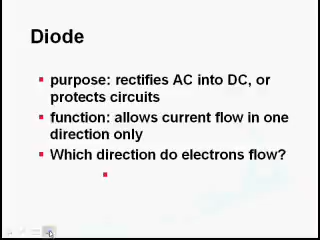 Diode
purpose: rectifies AC into DC, or
protects circuits
function: allows current flow in one
direction only
Which direction do electrons flow?